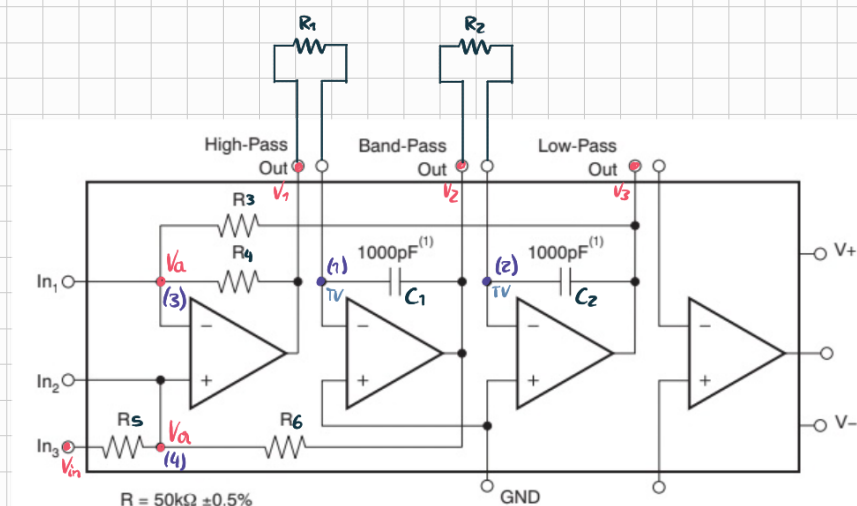 R1
R2
High-Pass
Out
V1
Band-Pass
Out
V2
Low-Pass
Out
V3
R3
V+
Va
R4
(1)
1000pF(1)
(2)
1000pF(1)
In1
(3)
TV
C1
TV
C2
−
+
−
+
−
+
−
+
In2
R5
Va
R6
V−
In3
Vin
(4)
GND
R = 50kΩ ±0.5%